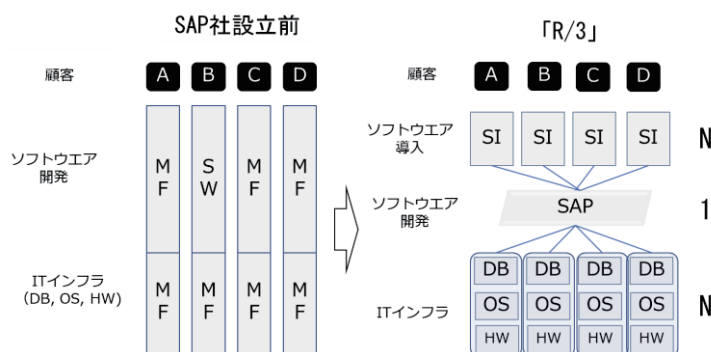 SAP社設立前
顧客 A B C D
ソフトウエア
開発
M
F
S
W
M
F
M
F
ITインフラ
(DB, OS, HW)
M
F
M
F
M
F
M
F
「R/3」
顧客 A B C D
ソフトウエア
導入
SI SI SI SI N
ソフトウエア
開発
SAP 1
ITインフラ
DB DB DB DB
OS OS OS OS N
HW HW HW HW